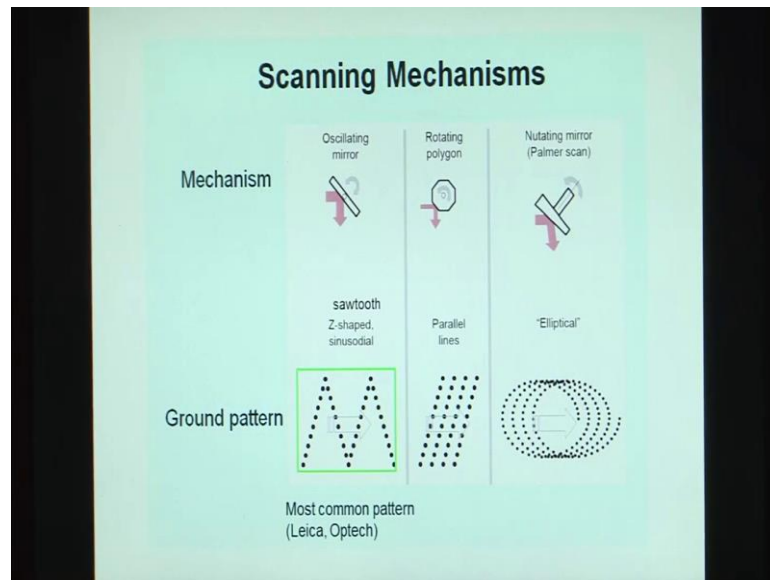 Scanning Mechanisms
Oscillating
mirror
Rotating
polygon
Nutating mirror
(Palmer scan)
Mechanism
sawtooth
Z-shaped,
sinusodial
Parallel
lines
"Elliptical"
Ground pattern
Most common pattern
(Leica, Optech)